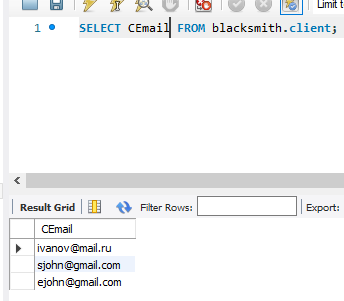 Limit to
1
SELECT CEmail FROM blacksmith.client;
Result Grid
Filter Rows:
Export:
CEmail
ivanov@mail.ru
sjohn@gmail.com
ejohn@gmail.com